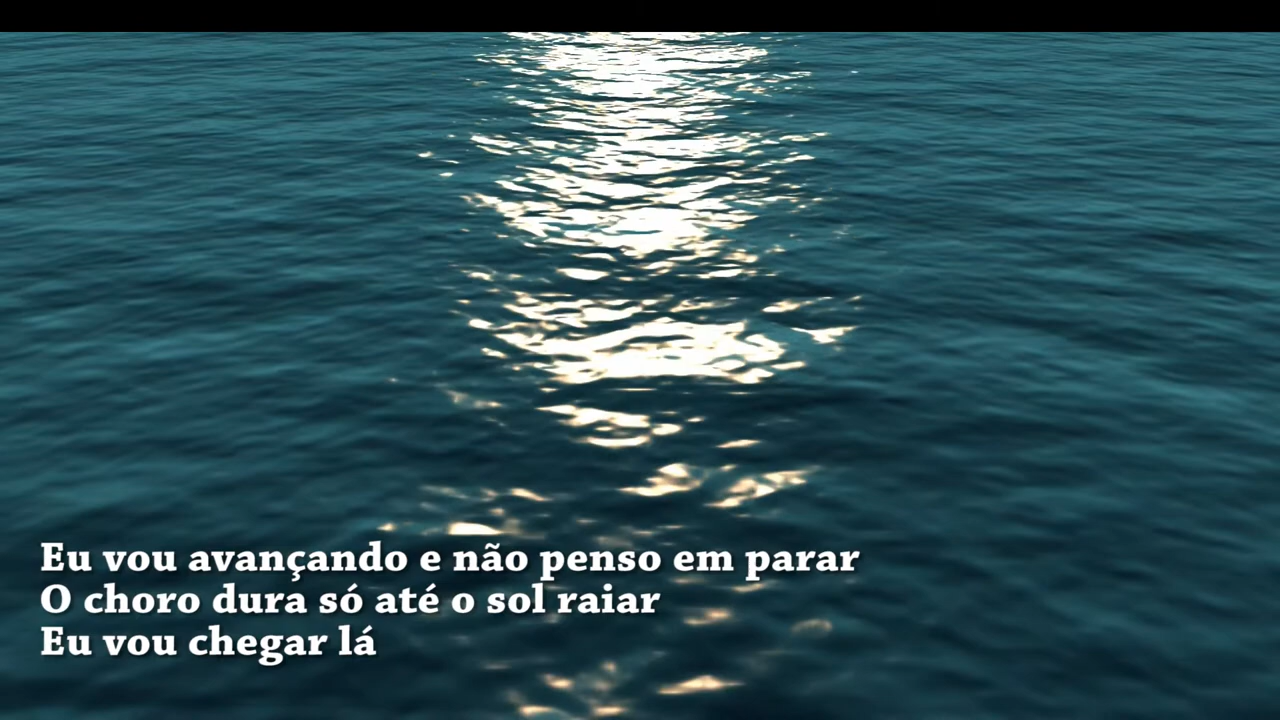 Eu vou avançando e não penso em parar
O choro dura só até o sol raiar
Eu vou chegar lá